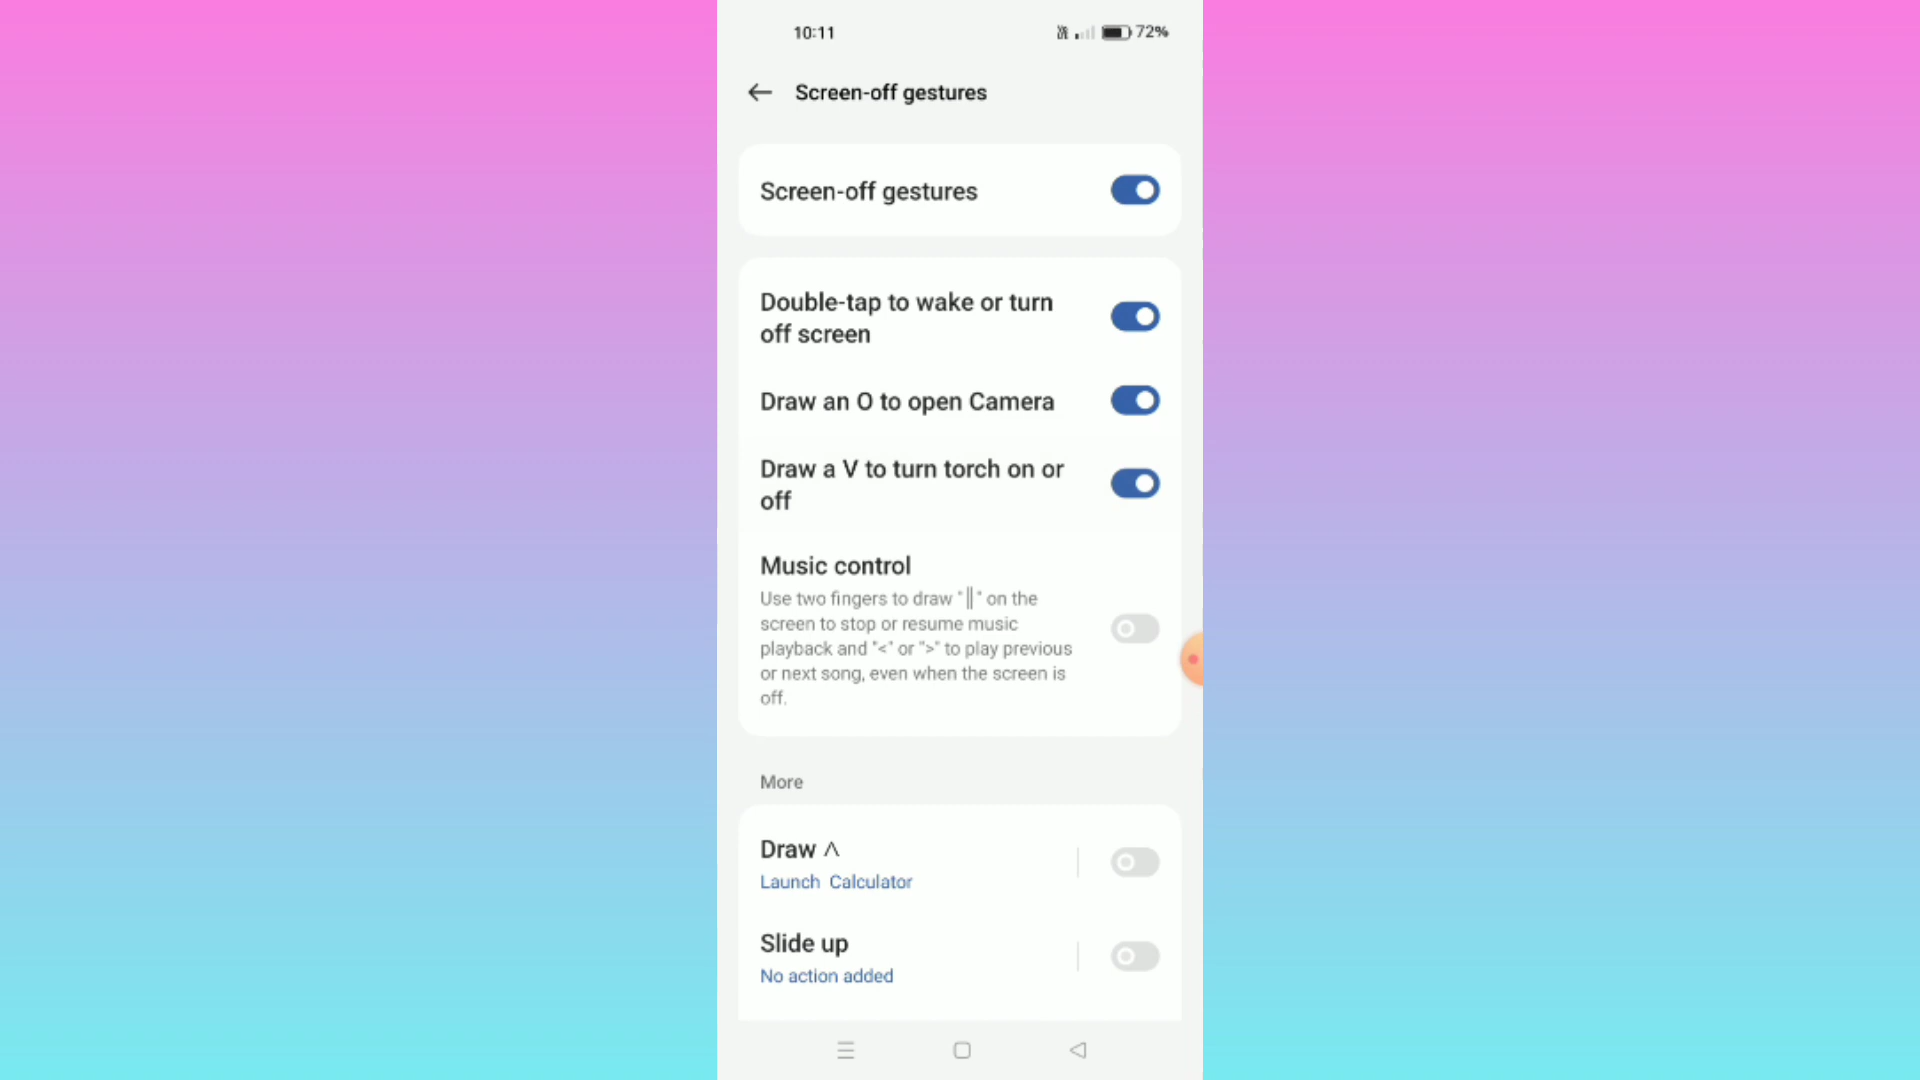 10:11
72%
Screen-off gestures
Screen-off gestures
Double-tap to wake or turn
off screen
Draw an O to open Camera
Draw a V to turn torch on or
off
Music control
Use two fingers to draw "||" on the
screen to stop or resume music
playback and "<" or ">" to play previous
or next song, even when the screen is
off.
More
Draw ^
Launch Calculator
Slide up
No action added